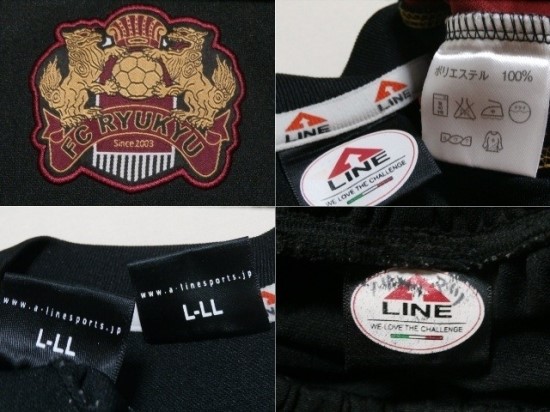 FC RYUKYU
Since 2003
LINE
LINE
WE LOVE THE CHALLENGE
ポリエステル 100%
www.a-linesports.jp
L-LL
www.a-linesports.jp
L-LL
LINE
WE LOVE THE CHALLENGE